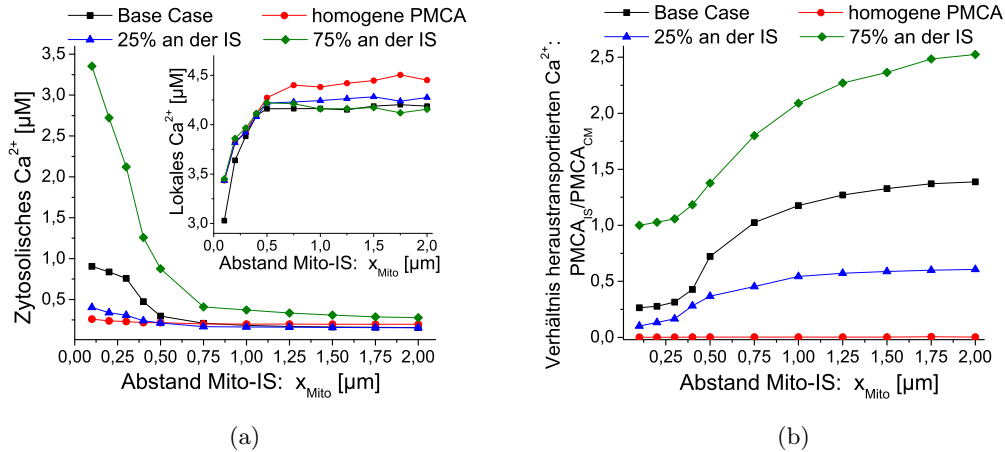 Base Case
homogene PMCA
25% an der IS
75% an der IS
3,5
3,0
2,5
2,0
1,5
1,0
0,5
Zytosolisches Ca²⁺ [µM]
0,00 0,25 0,50 0,75 1,00 1,25 1,50 1,75 2,00
Abstand Mito-IS: x_Mito [µm]
4,5
4,0
3,5
3,0
Lokales Ca²⁺ [µM]
0,0 0,5 1,0 1,5 2,0
Abstand Mito-IS: x_Mito [µm]
(a)
Base Case
homogene PMCA
25% an der IS
75% an der IS
2,5
2,0
1,5
1,0
0,5
0,0
Verhältnis heraustransportierten Ca²⁺:
PMCA_IS/PMCA_CM
0,25 0,50 0,75 1,00 1,25 1,50 1,75 2,00
Abstand Mito-IS: x_Mito [µm]
(b)